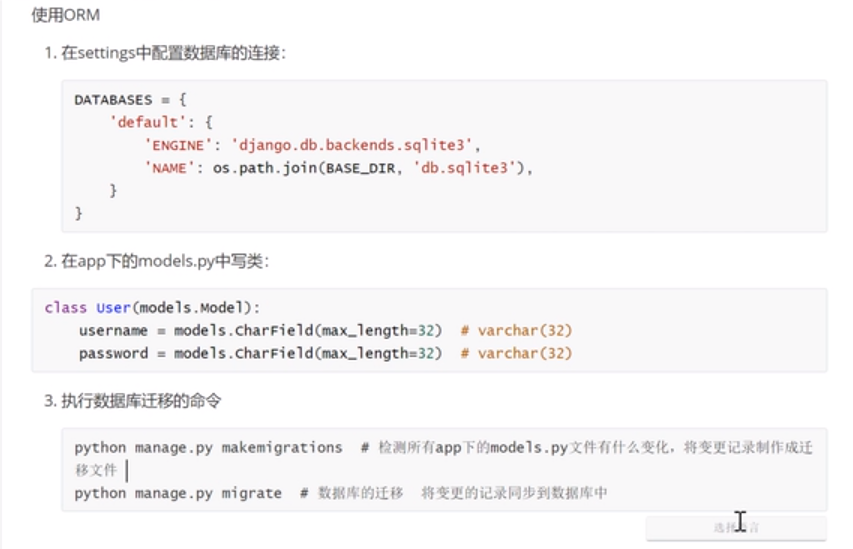 使用ORM
1. 在settings中配置数据库的连接：
DATABASES = {
'default': {
'ENGINE': 'django.db.backends.sqlite3',
'NAME': os.path.join(BASE_DIR, 'db.sqlite3'),
}
}
2. 在app下的models.py中写类：
class User(models.Model):
username = models.CharField(max_length=32)  # varchar(32)
password = models.CharField(max_length=32)  # varchar(32)
3. 执行数据库迁移的命令
python manage.py makemigrations  # 检测所有app下的models.py文件有什么变化，将变更记录制作成迁
移文件
python manage.py migrate  # 数据库的迁移  将变更的记录同步到数据库中
选择语言